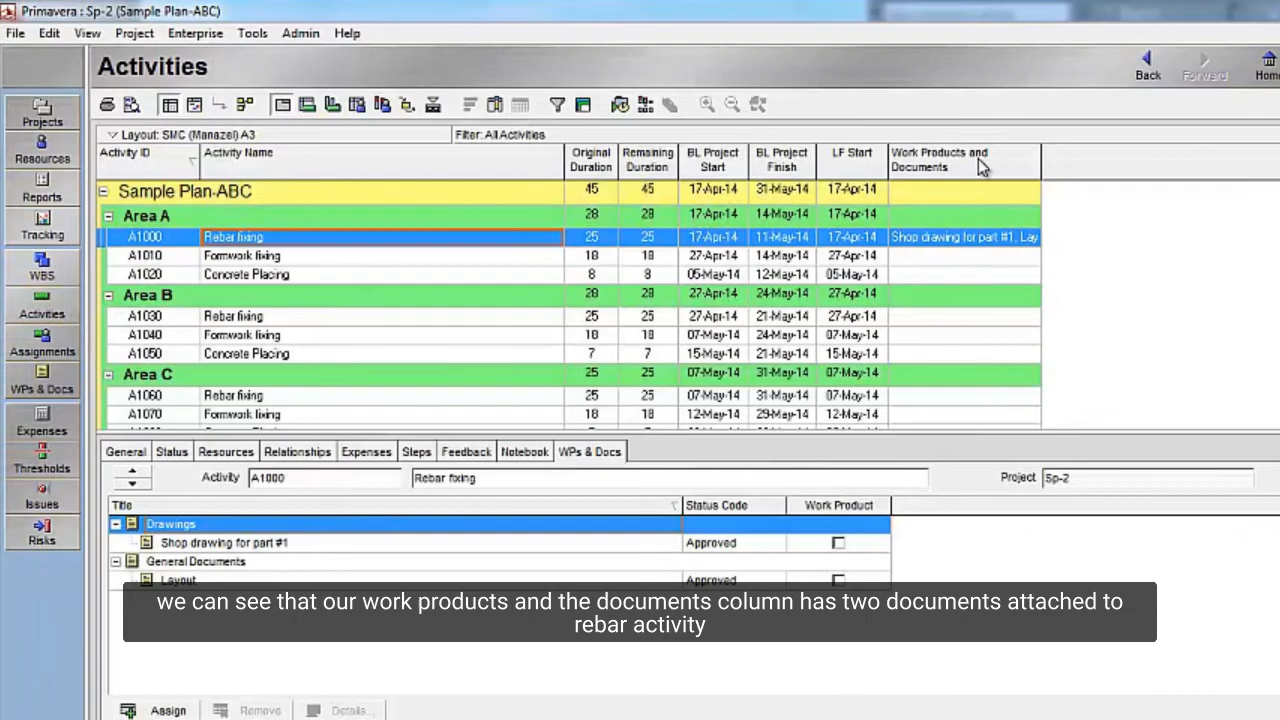 Primavera : Sp-2 (Sample Plan-ABC)
File Edit View Project Enterprise Tools Admin Help
Activities
Back Forward Home
Projects
Resources
Reports
Tracking
WBS
Activities
Assignments
WPs & Docs
Expenses
Thresholds
Issues
Risks
Layout: SMC (Manazel) A3 Filter: All Activities
Activity ID Activity Name Original Duration Remaining Duration BL Project Start BL Project Finish LF Start Work Products and Documents
Sample Plan-ABC 45 45 17-Apr-14 31-May-14 17-Apr-14
Area A 28 28 17-Apr-14 14-May-14 17-Apr-14
A1000 Rebar fixing 25 25 17-Apr-14 11-May-14 17-Apr-14 Shop drawing for part #1, Lay
A1010 Formwork fixing 18 18 27-Apr-14 14-May-14 27-Apr-14
A1020 Concrete Placing 8 8 05-May-14 12-May-14 05-May-14
Area B 28 28 27-Apr-14 24-May-14 27-Apr-14
A1030 Rebar fixing 25 25 27-Apr-14 21-May-14 27-Apr-14
A1040 Formwork fixing 18 18 07-May-14 24-May-14 07-May-14
A1050 Concrete Placing 7 7 15-May-14 21-May-14 15-May-14
Area C 25 25 07-May-14 31-May-14 07-May-14
A1060 Rebar fixing 25 25 07-May-14 31-May-14 07-May-14
A1070 Formwork fixing 18 18 12-May-14 29-May-14 12-May-14
General Status Resources Relationships Expenses Steps Feedback Notebook WPs & Docs
Activity A1000 Rebar fixing Project Sp-2
Title Status Code Work Product
Drawings
Shop drawing for part #1 Approved
General Documents
Layout Approved
we can see that our work products and the documents column has two documents attached to
rebar activity
Assign Remove Details...